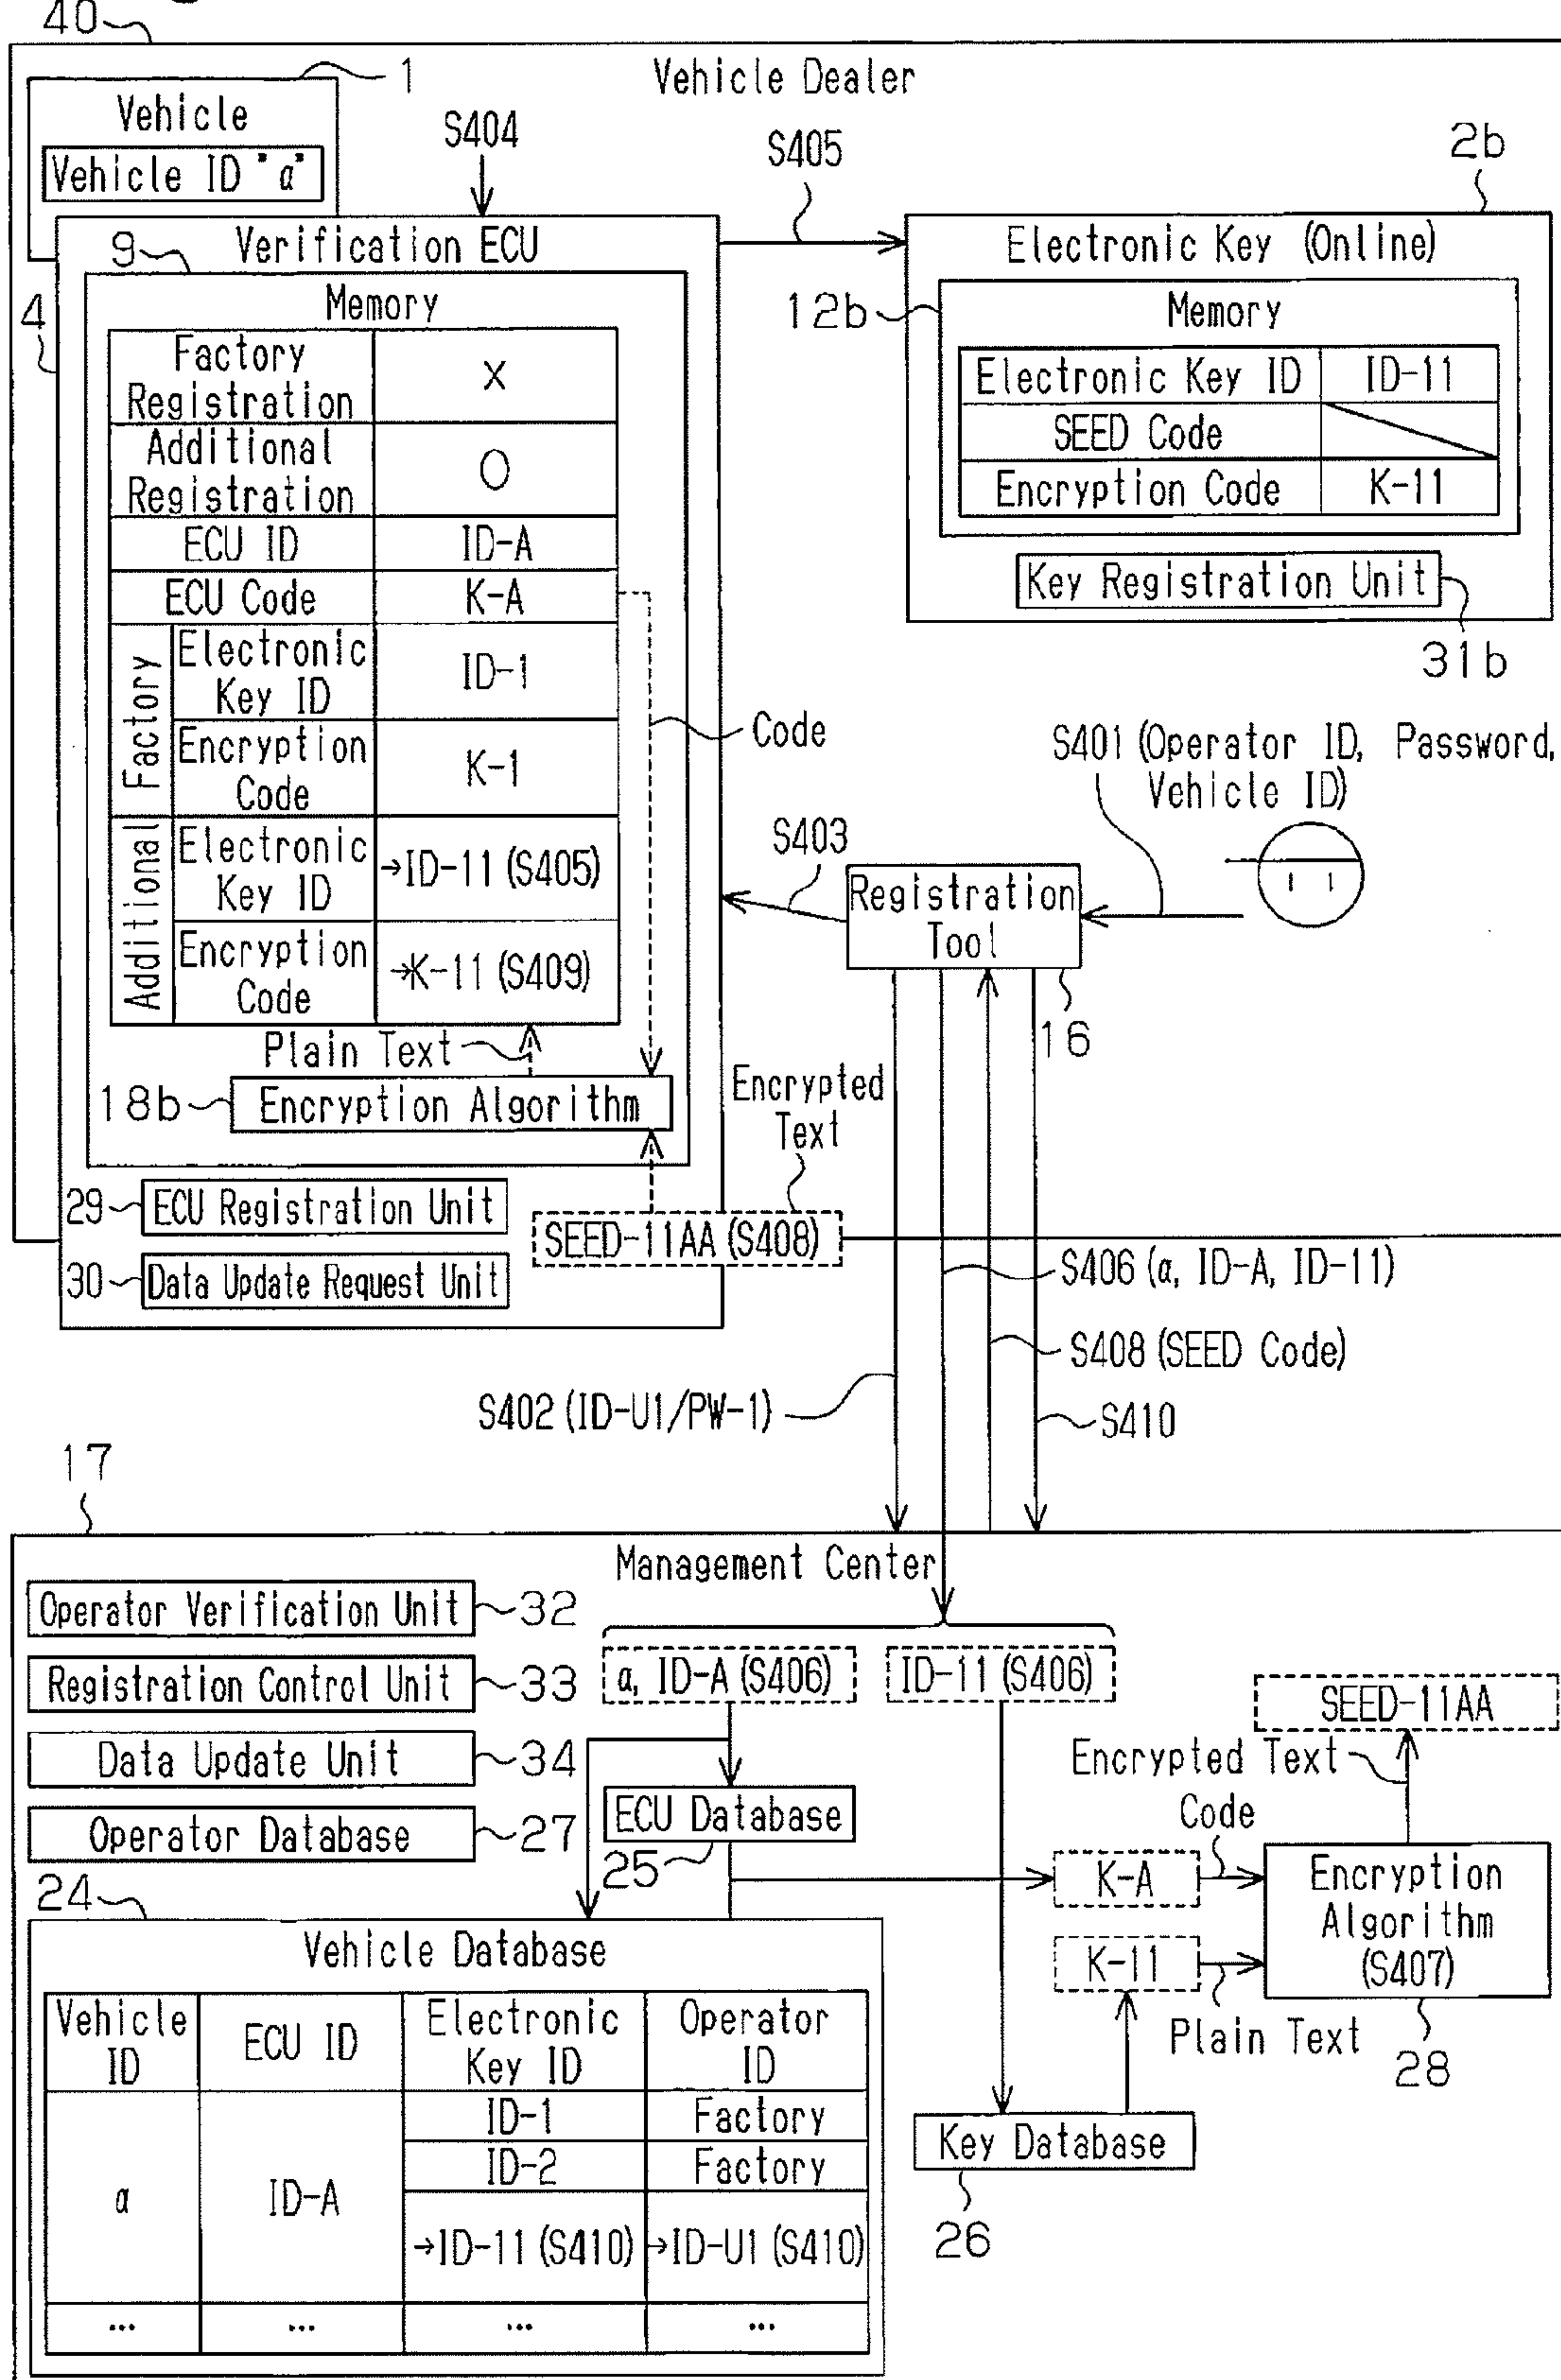 40
1
Vehicle Dealer
Vehicle
Vehicle ID "α"
S404
S405
2b
9
Verification ECU
Electronic Key (Online)
4
Memory
12b
Memory
Factory
Registration
X
Electronic Key ID
ID-11
SEED Code
Additional
Registration
O
Encryption Code
K-11
ECU ID
ID-A
ECU Code
K-A
Key Registration Unit
31b
Factory
Electronic
Key ID
ID-1
Encryption
Code
K-1
Code
S401 (Operator ID, Password,
Vehicle ID)
Additional
Electronic
Key ID
→ID-11 (S405)
S403
Registration
Tool
Encryption
Code
→K-11 (S409)
16
Plain Text
18b
Encryption Algorithm
Encrypted
Text
29
ECU Registration Unit
SEED-11AA (S408)
30
Data Update Request Unit
S406 (α, ID-A, ID-11)
S408 (SEED Code)
S402 (ID-U1/PW-1)
S410
17
Management Center
Operator Verification Unit
32
Registration Control Unit
33
α, ID-A (S406)
ID-11 (S406)
SEED-11AA
Data Update Unit
34
Encrypted Text
ECU Database
Code
Operator Database
27
25
24
K-A
Encryption
Algorithm
(S407)
Vehicle Database
K-11
Plain Text
28
Vehicle
ID
ECU ID
Electronic
Key ID
Operator
ID
α
ID-A
ID-1
Factory
ID-2
Factory
→ID-11 (S410)
→ID-U1 (S410)
Key Database
26
...
...
...
...